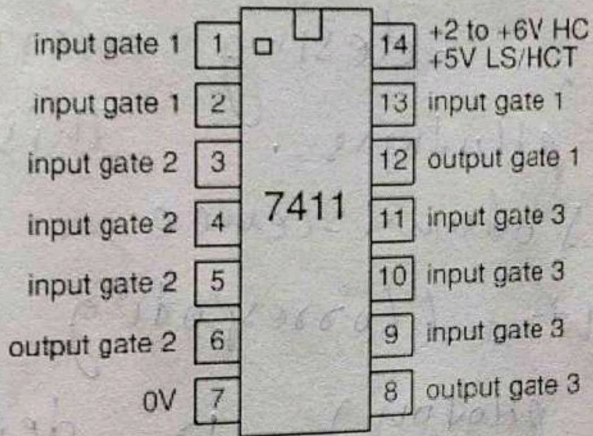 input gate 1 1
input gate 1 2
input gate 2 3
input gate 2 4
input gate 2 5
output gate 2 6
0V 7
7411
14 +2 to +6V HC
+5V LS/HCT
13 input gate 1
12 output gate 1
11 input gate 3
10 input gate 3
9 input gate 3
8 output gate 3